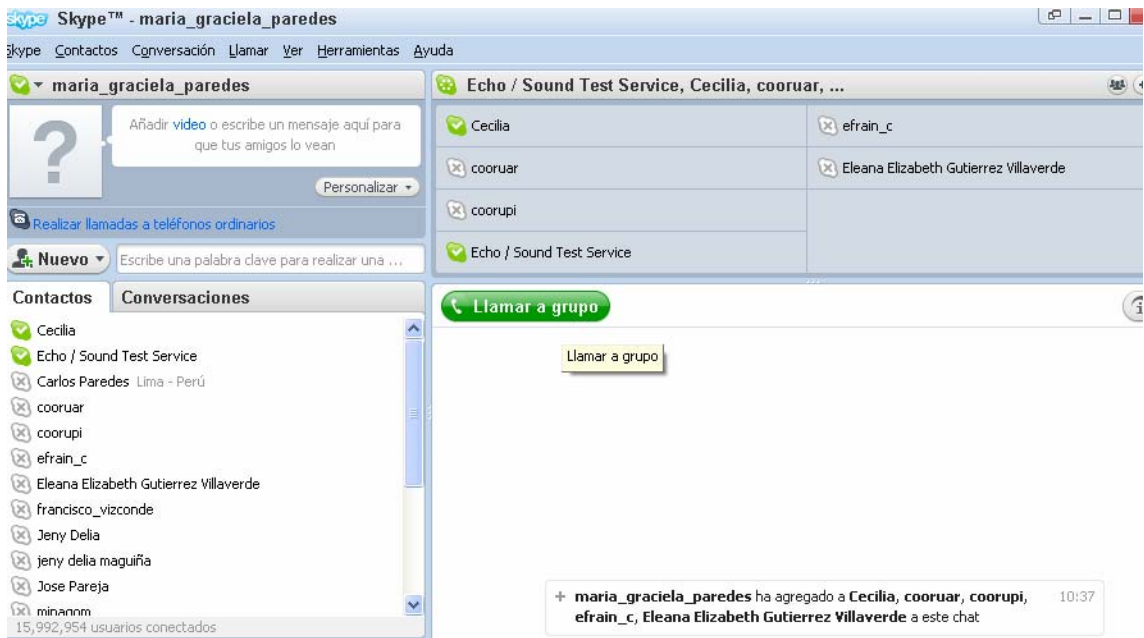 Skype™ - maria_graciela_paredes
Skype Contactos Conversación Llamar Ver Herramientas Ayuda
maria_graciela_paredes
Añadir video o escribe un mensaje aquí para
que tus amigos lo vean
Personalizar
Realizar llamadas a teléfonos ordinarios
Nuevo
Escribe una palabra clave para realizar una ...
Contactos
Conversaciones
Cecilia
Echo / Sound Test Service
Carlos Paredes Lima - Perú
cooruar
coorupi
efrain_c
Eleana Elizabeth Gutierrez Villaverde
francisco_vizconde
Jeny Delia
jeny delia maguiña
Jose Pareja
15,992,954 usuarios conectados
Echo / Sound Test Service, Cecilia, cooruar, ...
Cecilia
cooruar
coorupi
Echo / Sound Test Service
efrain_c
Eleana Elizabeth Gutierrez Villaverde
Llamar a grupo
Llamar a grupo
maria_graciela_paredes ha agregado a Cecilia, cooruar, coorupi, 10:37
efrain_c, Eleana Elizabeth Gutierrez Villaverde a este chat